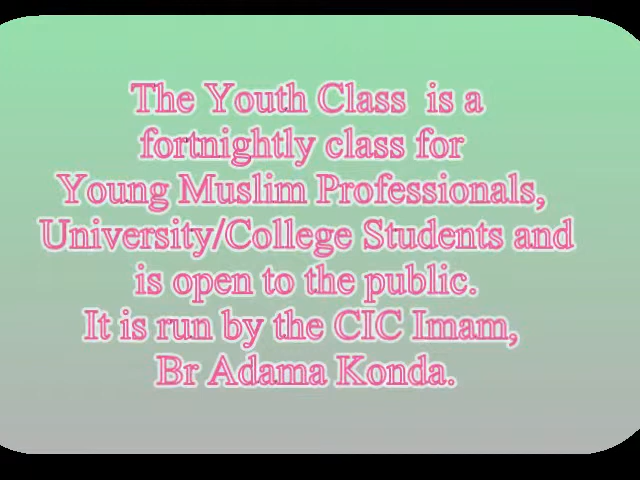 The Youth Class is a
fortnightly class for
Young Muslim Professionals,
University/College Students and
is open to the public.
It is run by the CIC Imam,
Br Adama Konda.